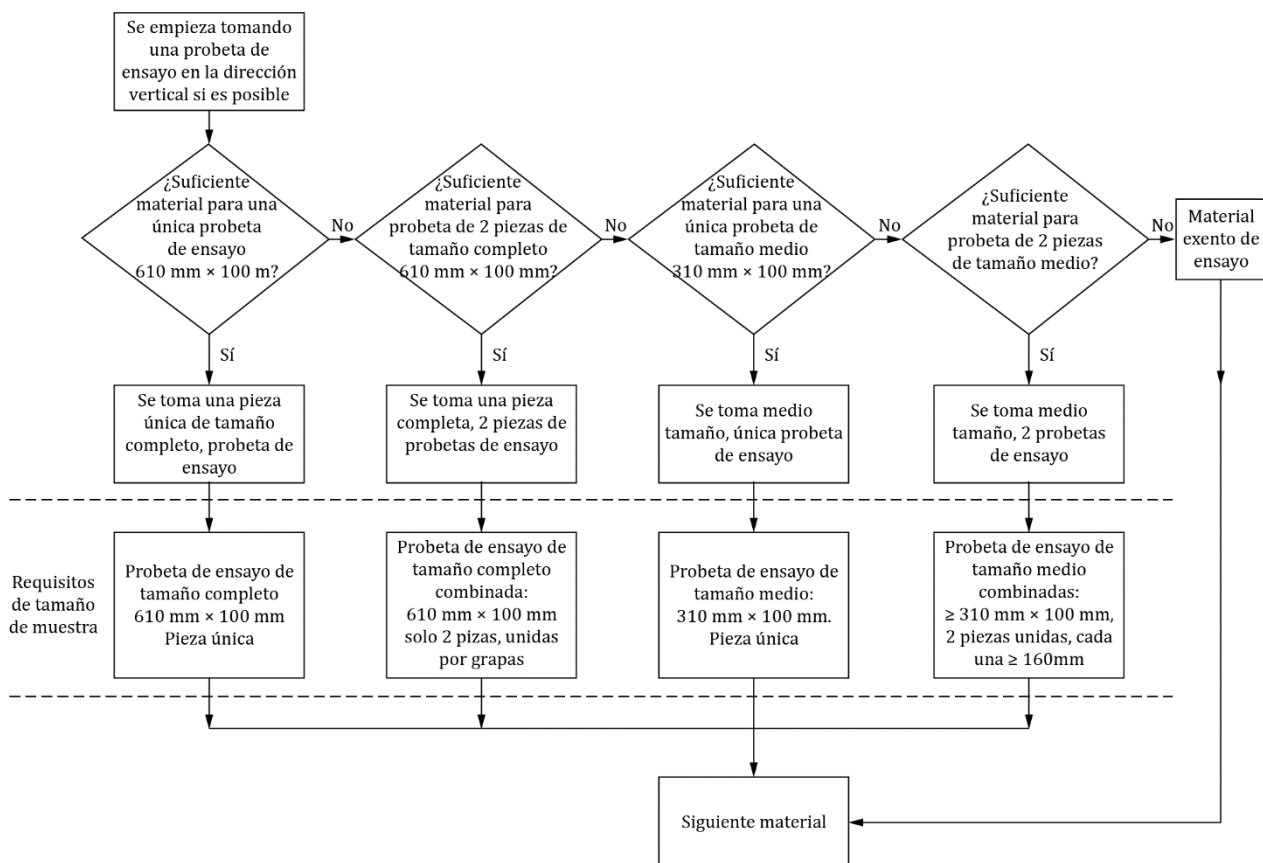 Se empieza tomando
una probeta de
ensayo en la dirección
vertical si es posible
¿Suficiente
material para una
única probeta
de ensayo
610 mm × 100 m?
No
¿Suficiente
material para
probeta de 2 piezas de
tamaño completo
610 mm × 100 mm?
No
¿Suficiente
material para una
única probeta de
tamaño medio
310 mm × 100 mm?
No
¿Suficiente
material para
probeta de 2 piezas
de tamaño medio?
No
Material
exento de
ensayo
Sí
Sí
Sí
Sí
Se toma una pieza
única de tamaño
completo, probeta de
ensayo
Se toma una pieza
completa, 2 piezas de
probetas de ensayo
Se toma medio
tamaño, única probeta
de ensayo
Se toma medio
tamaño, 2 probetas
de ensayo
Requisitos
de tamaño
de muestra
Probeta de ensayo de
tamaño completo
610 mm × 100 mm
Pieza única
Probeta de ensayo de
tamaño completo
combinada:
610 mm × 100 mm
solo 2 pizas, unidas
por grapas
Probeta de ensayo de
tamaño medio:
310 mm × 100 mm.
Pieza única
Probeta de ensayo de
tamaño medio
combinadas:
≥ 310 mm × 100 mm,
2 piezas unidas, cada
una ≥ 160mm
Siguiente material